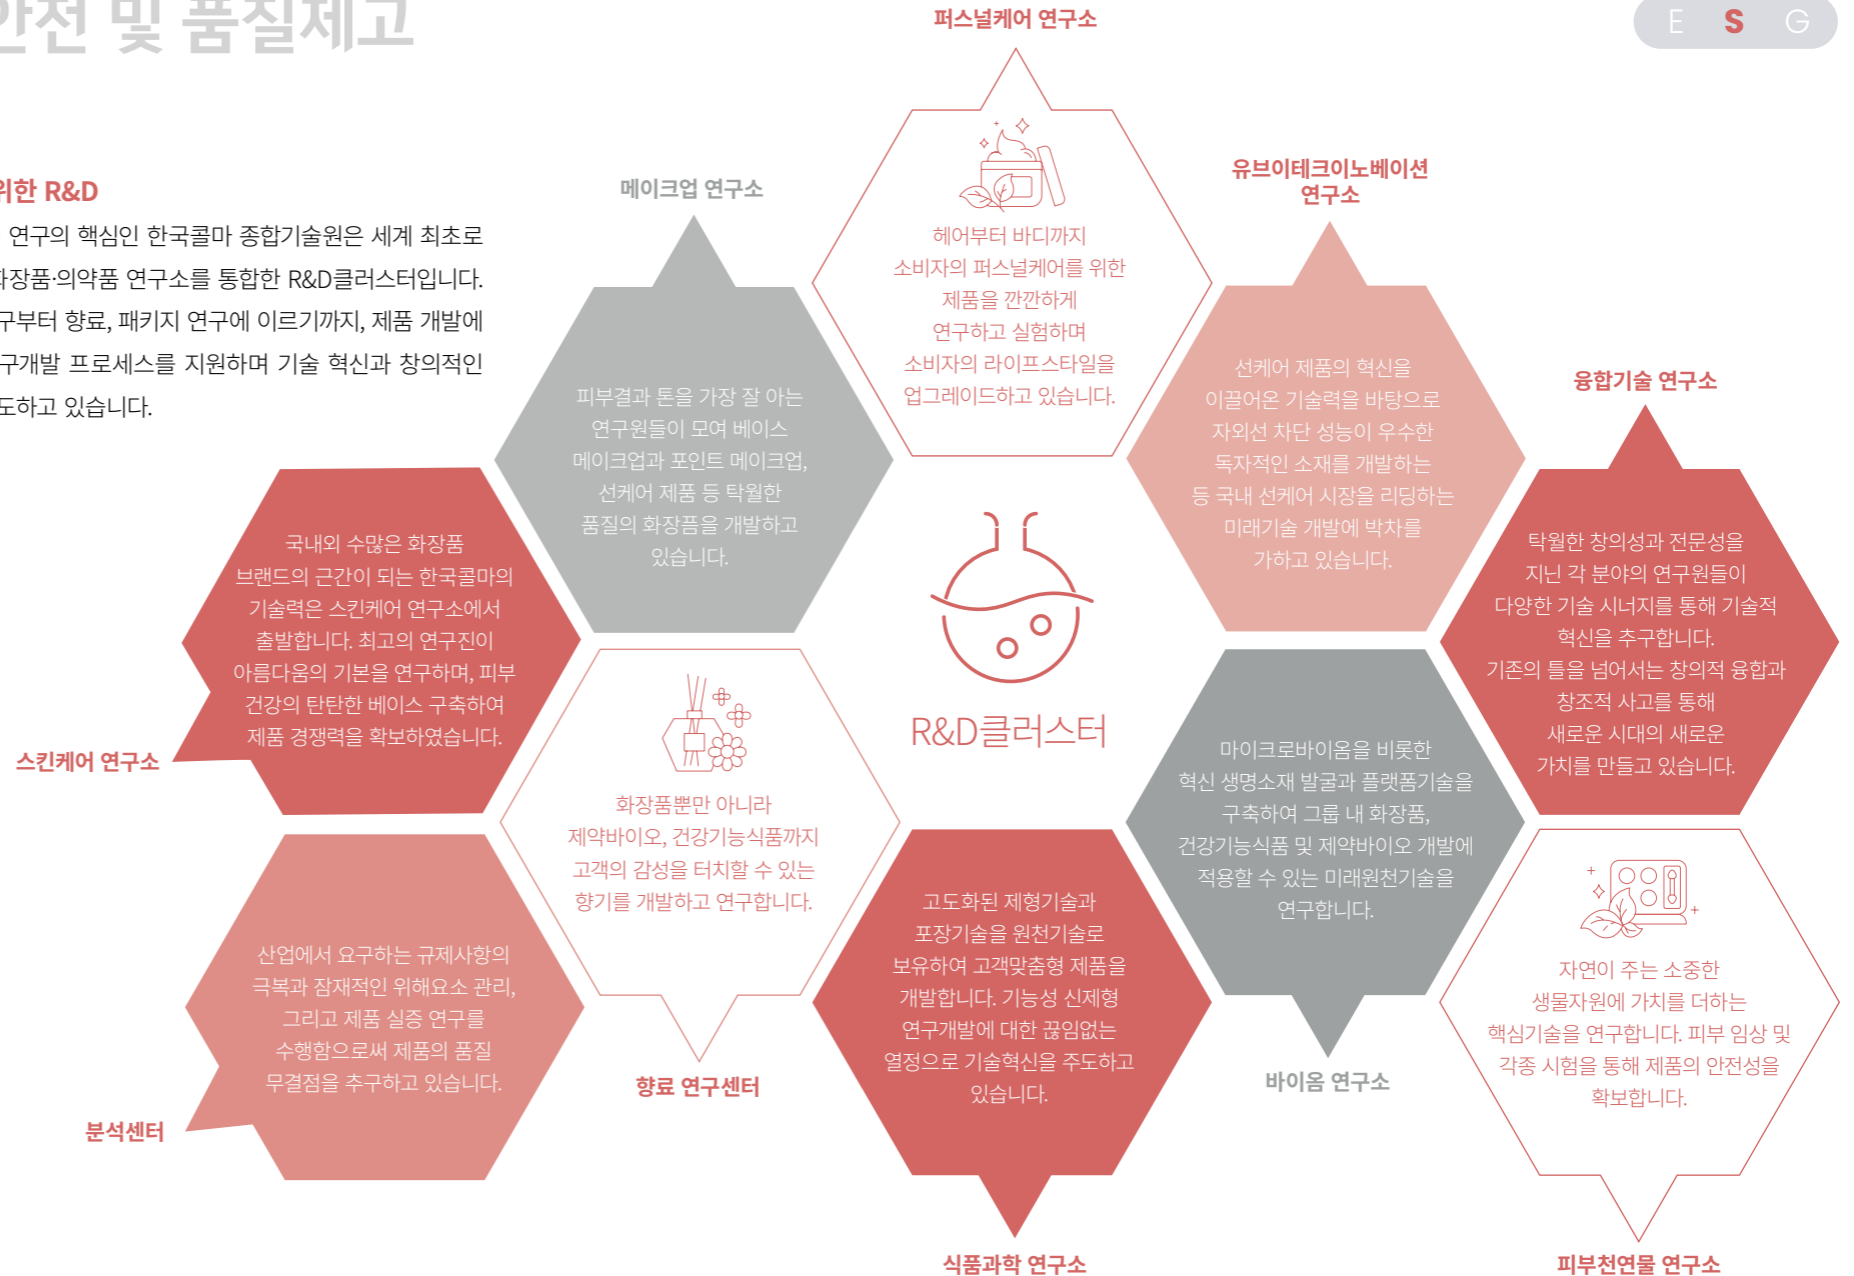 안전 및 품질제고
E S G
위한 R&D
연구의 핵심인 한국콜마 종합기술원은 세계 최초로
화장품·의약품 연구소를 통합한 R&D클러스터입니다.
구부터 향료, 패키지 연구에 이르기까지, 제품 개발에
구개발 프로세스를 지원하며 기술 혁신과 창의적인
도하고 있습니다.
퍼스널케어 연구소
헤어부터 바디까지
소비자의 퍼스널케어를 위한
제품을 깐깐하게
연구하고 실험하며
소비자의 라이프스타일을
업그레이드하고 있습니다.
메이크업 연구소
피부결과 톤을 가장 잘 아는
연구원들이 모여 베이스
메이크업과 포인트 메이크업,
선케어 제품 등 탁월한
품질의 화장픔을 개발하고
있습니다.
유브이테크이노베이션
연구소
선케어 제품의 혁신을
이끌어온 기술력을 바탕으로
자외선 차단 성능이 우수한
독자적인 소재를 개발하는
등 국내 선케어 시장을 리딩하는
미래기술 개발에 박차를
가하고 있습니다.
융합기술 연구소
탁월한 창의성과 전문성을
지닌 각 분야의 연구원들이
다양한 기술 시너지를 통해 기술적
혁신을 추구합니다.
기존의 틀을 넘어서는 창의적 융합과
창조적 사고를 통해
새로운 시대의 새로운
가치를 만들고 있습니다.
국내외 수많은 화장품
브랜드의 근간이 되는 한국콜마의
기술력은 스킨케어 연구소에서
출발합니다. 최고의 연구진이
아름다움의 기본을 연구하며, 피부
건강의 탄탄한 베이스 구축하여
제품 경쟁력을 확보하였습니다.
스킨케어 연구소
R&D클러스터
화장품뿐만 아니라
제약바이오, 건강기능식품까지
고객의 감성을 터치할 수 있는
향기를 개발하고 연구합니다.
향료 연구센터
마이크로바이옴을 비롯한
혁신 생명소재 발굴과 플랫폼기술을
구축하여 그룹 내 화장품,
건강기능식품 및 제약바이오 개발에
적용할 수 있는 미래원천기술을
연구합니다.
바이옴 연구소
산업에서 요구하는 규제사항의
극복과 잠재적인 위해요소 관리,
그리고 제품 실증 연구를
수행함으로써 제품의 품질
무결점을 추구하고 있습니다.
분석센터
고도화된 제형기술과
포장기술을 원천기술로
보유하여 고객맞춤형 제품을
개발합니다. 기능성 신제형
연구개발에 대한 끊임없는
열정으로 기술혁신을 주도하고
있습니다.
식품과학 연구소
자연이 주는 소중한
생물자원에 가치를 더하는
핵심기술을 연구합니다. 피부 임상 및
각종 시험을 통해 제품의 안전성을
확보합니다.
피부천연물 연구소